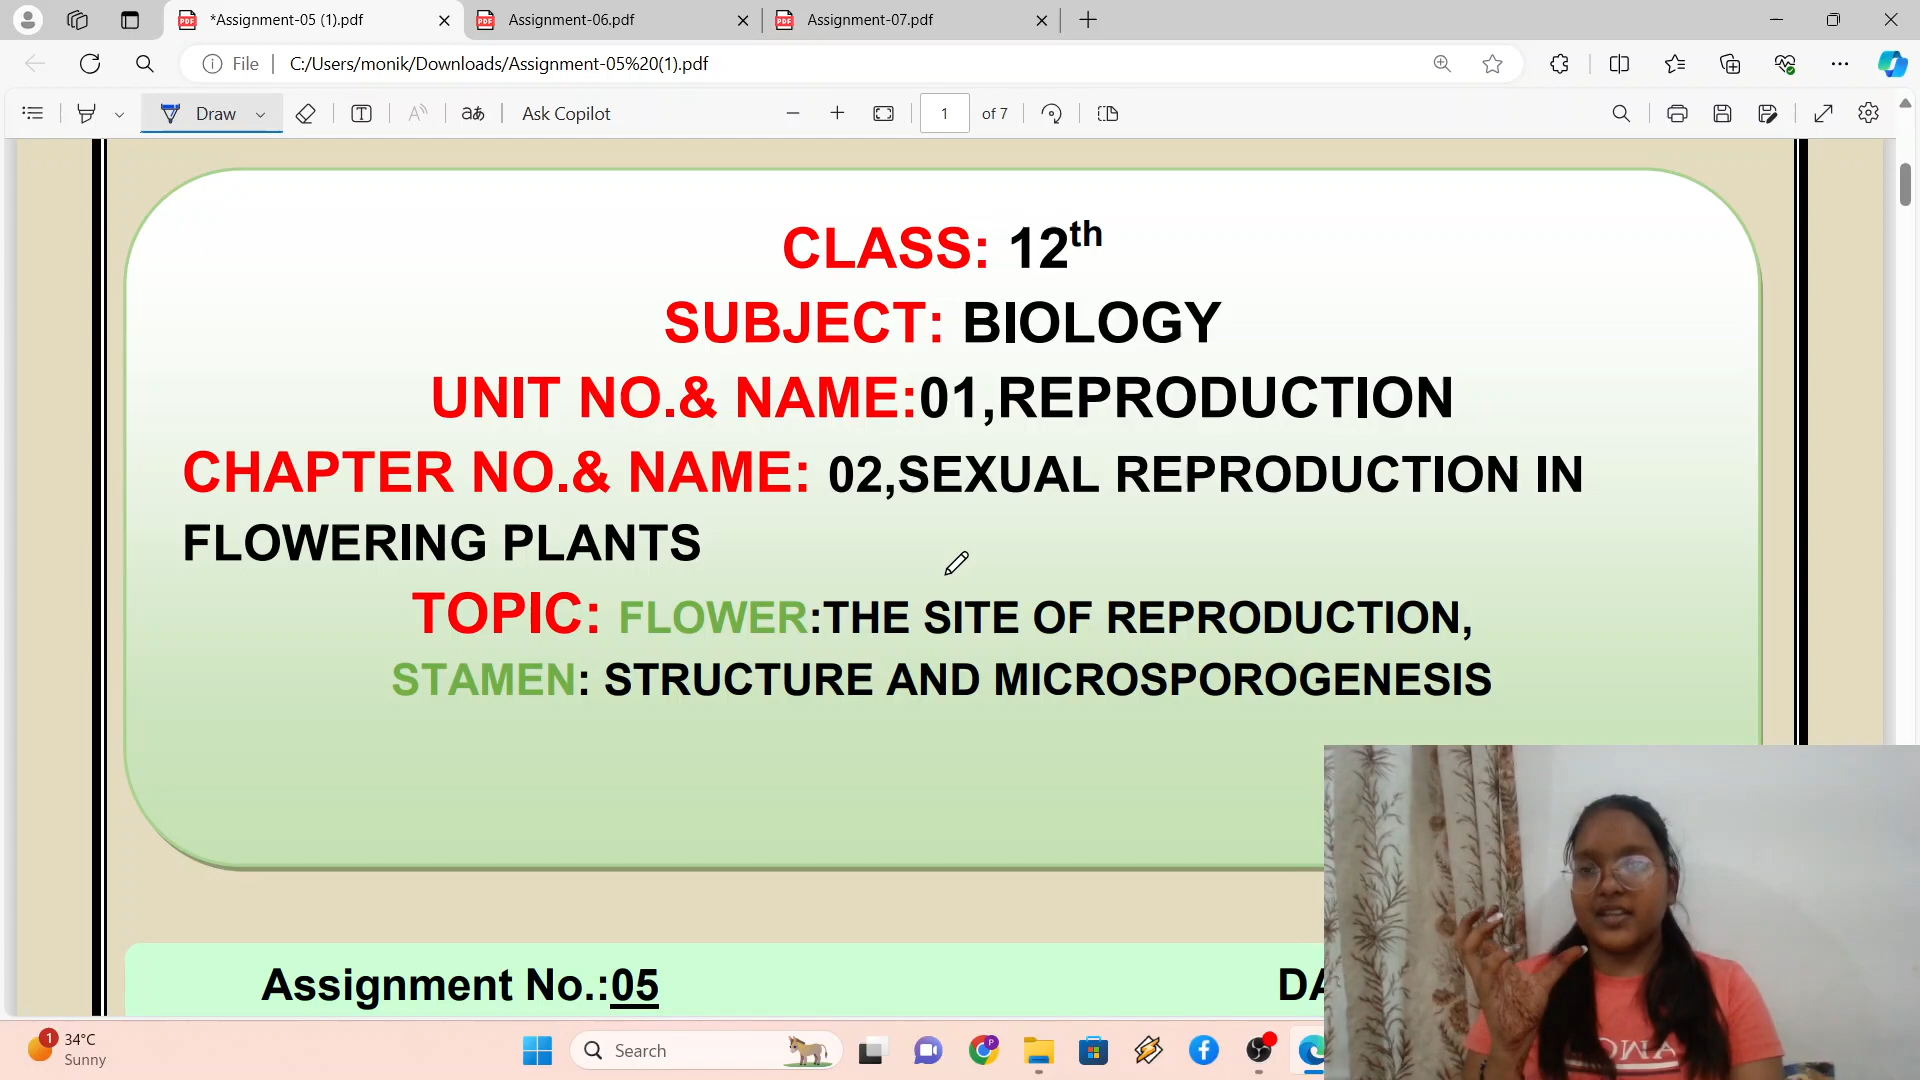 *Assignment-05 (1).pdf
Assignment-06.pdf
Assignment-07.pdf
File
C:/Users/monik/Downloads/Assignment-05%20(1).pdf
Draw
Ask Copilot
1 of 7
CLASS: 12th
SUBJECT: BIOLOGY
UNIT NO.& NAME:01,REPRODUCTION
CHAPTER NO.& NAME: 02,SEXUAL REPRODUCTION IN
FLOWERING PLANTS
TOPIC: FLOWER:THE SITE OF REPRODUCTION,
STAMEN: STRUCTURE AND MICROSPOROGENESIS
Assignment No.:05
DA
1
34°C
Sunny
Search